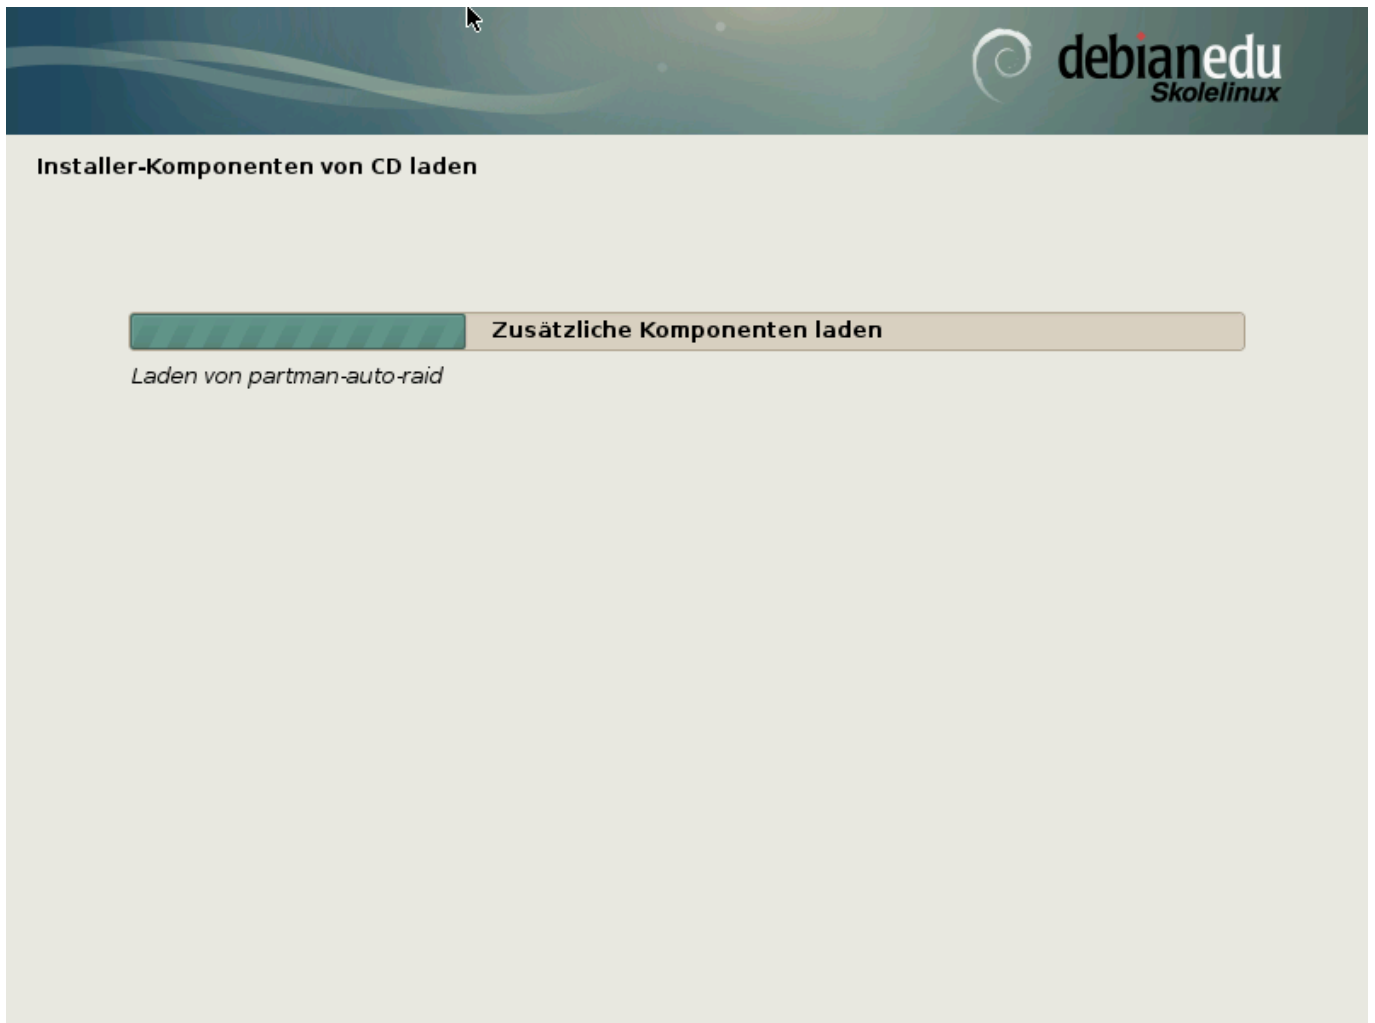 debianedu
Skolelinux
Installer-Komponenten von CD laden
Zusätzliche Komponenten laden
Laden von partman-auto-raid